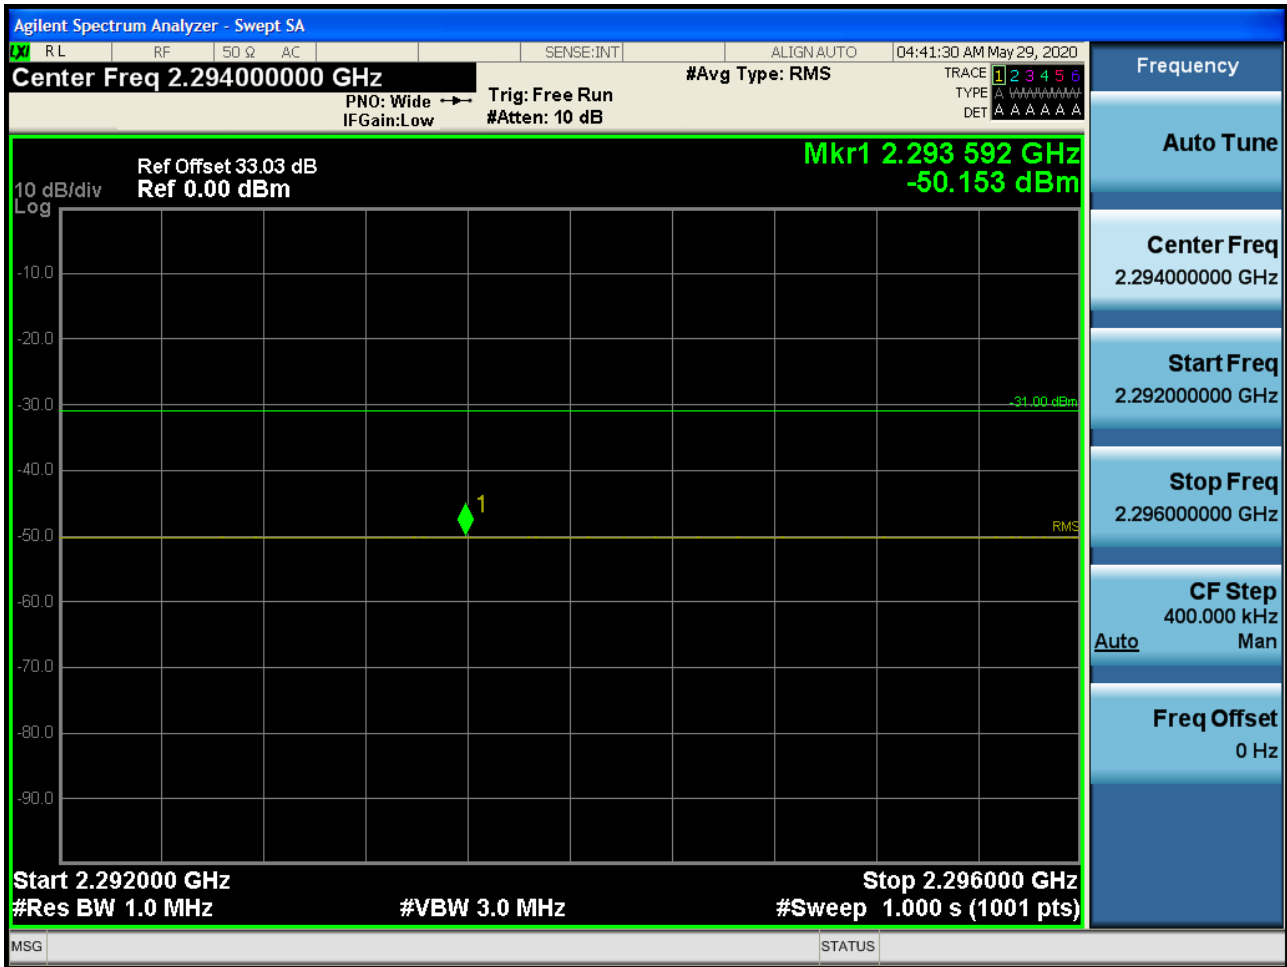 Agilent Spectrum Analyzer - Swept SA
LXI RL RF 50 Ω AC SENSE:INT ALIGN AUTO 04:41:30 AM May 29, 2020
Center Freq 2.294000000 GHz
PNO: Wide
IFGain:Low
Trig: Free Run
#Atten: 10 dB
#Avg Type: RMS
TRACE 1 2 3 4 5 6
TYPE A WWWWW
DET A A A A A A
Ref Offset 33.03 dB
10 dB/div Ref 0.00 dBm
Log
Mkr1 2.293 592 GHz
-50.153 dBm
-10.0
-20.0
-30.0
-31.00 dBm
-40.0
1
RMS
-50.0
-60.0
-70.0
-80.0
-90.0
Start 2.292000 GHz Stop 2.296000 GHz
#Res BW 1.0 MHz #VBW 3.0 MHz #Sweep 1.000 s (1001 pts)
MSG STATUS
Frequency
Auto Tune
Center Freq
2.294000000 GHz
Start Freq
2.292000000 GHz
Stop Freq
2.296000000 GHz
CF Step
400.000 kHz
Auto Man
Freq Offset
0 Hz